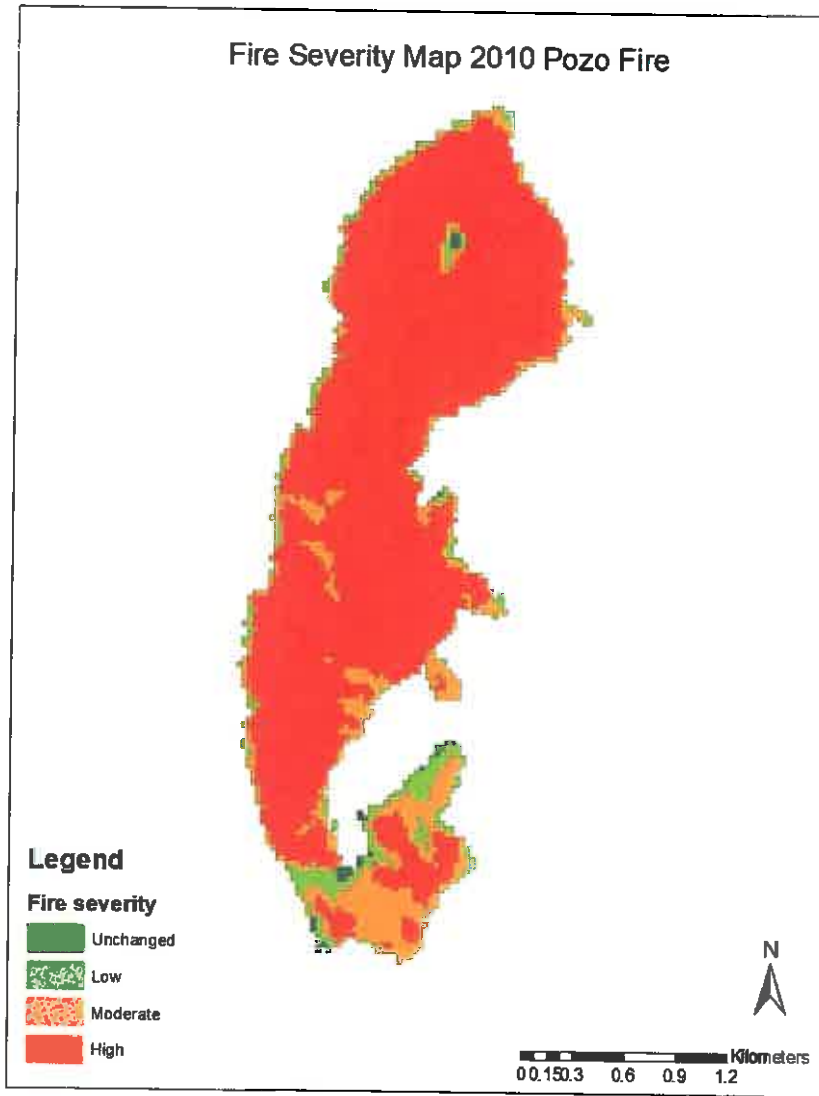 Fire Severity Map 2010 Pozo Fire
Legend
Fire severity
Unchanged
Low
Moderate
High
N
Kilometers
0 0.15 0.3 0.6 0.9 1.2